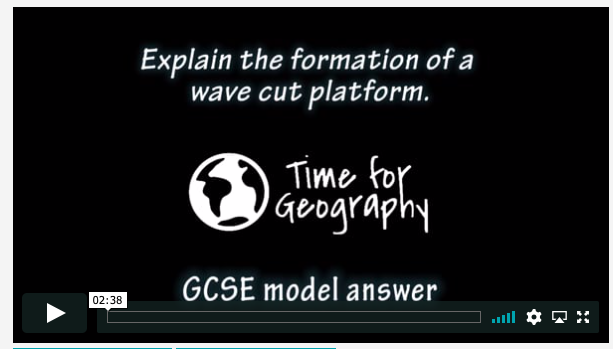 Explain the formation of a
wave cut platform.
Time for
Geography
GCSE model answer
02:38